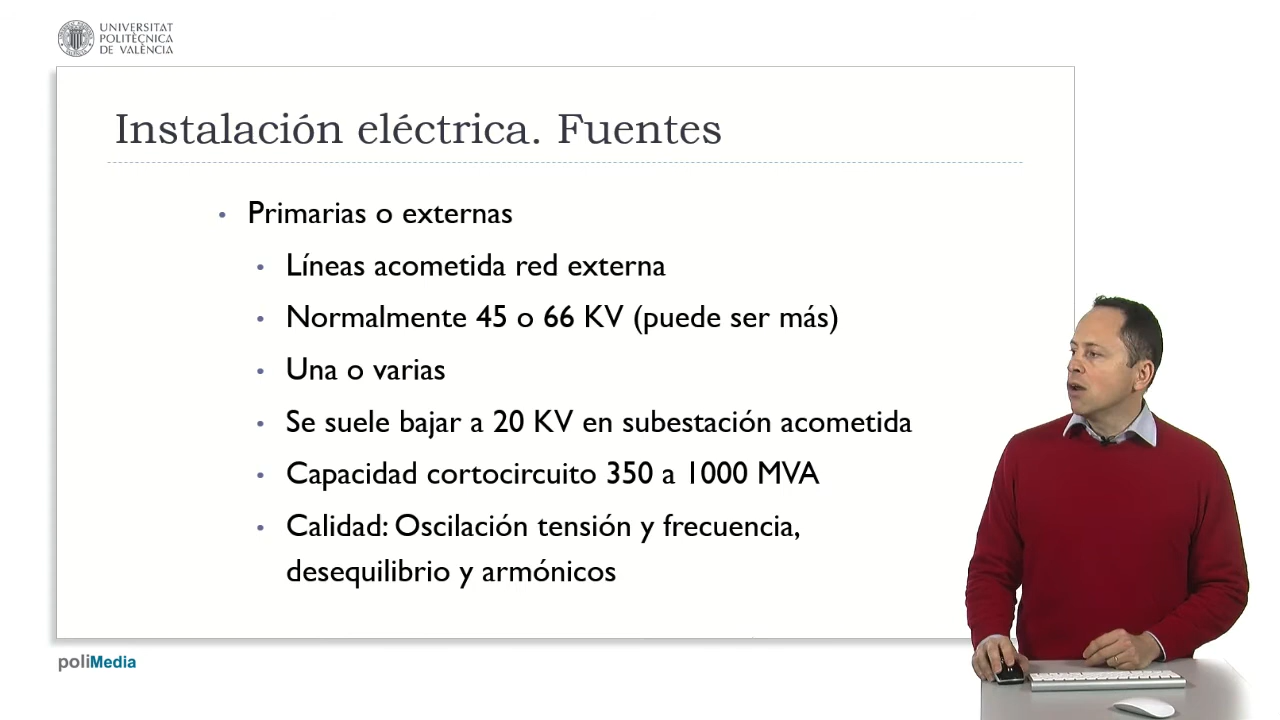 UNIVERSITAT
POLITÈCNICA
DE VALÈNCIA
Instalación eléctrica. Fuentes
• Primarias o externas
• Líneas acometida red externa
• Normalmente 45 o 66 KV (puede ser más)
• Una o varias
• Se suele bajar a 20 KV en subestación acometida
• Capacidad cortocircuito 350 a 1000 MVA
• Calidad: Oscilación tensión y frecuencia,
desequilibrio y armónicos
poliMedia